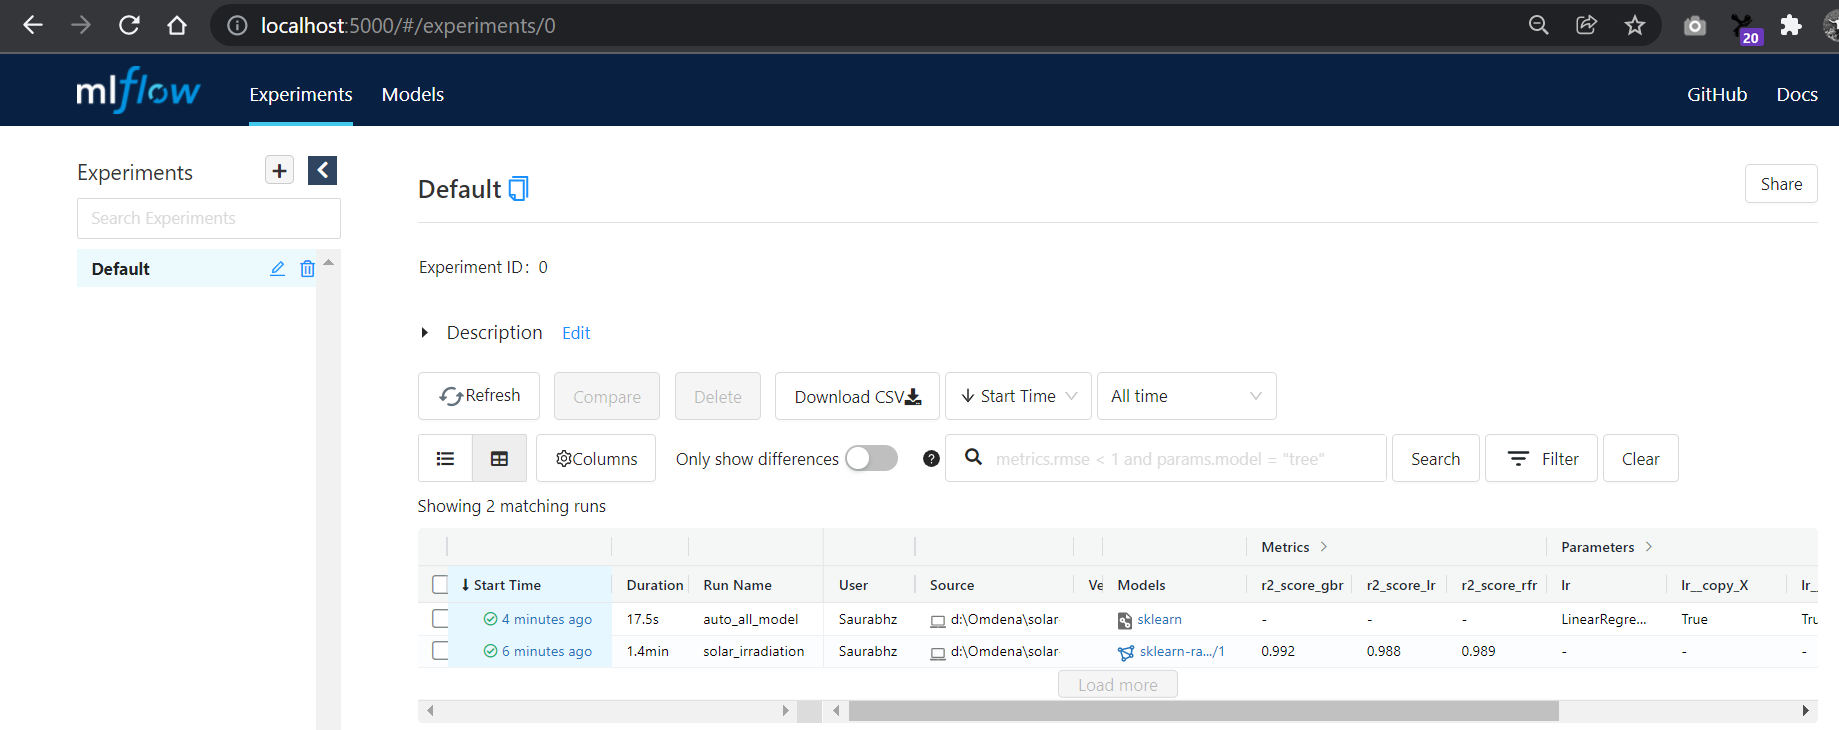 localhost:5000/#/experiments/0
20
mlflow Experiments Models GitHub Docs
Experiments +
Default Share
Search Experiments
Default
Experiment ID: 0
Description Edit
Refresh Compare Delete Download CSV Start Time All time
Columns Only show differences ? metrics.rmse < 1 and params.model = "tree" Search Filter Clear
Showing 2 matching runs
Metrics > Parameters >
Start Time Duration Run Name User Source Ve Models r2_score_gbr r2_score_lr r2_score_rfr lr lr__copy_X lr_
4 minutes ago 17.5s auto_all_model Saurabhz d:\Omdena\solar- sklearn - - - LinearRegre... True Tru
6 minutes ago 1.4min solar_irradiation Saurabhz d:\Omdena\solar- sklearn-ra.../1 0.992 0.988 0.989 - - -
Load more